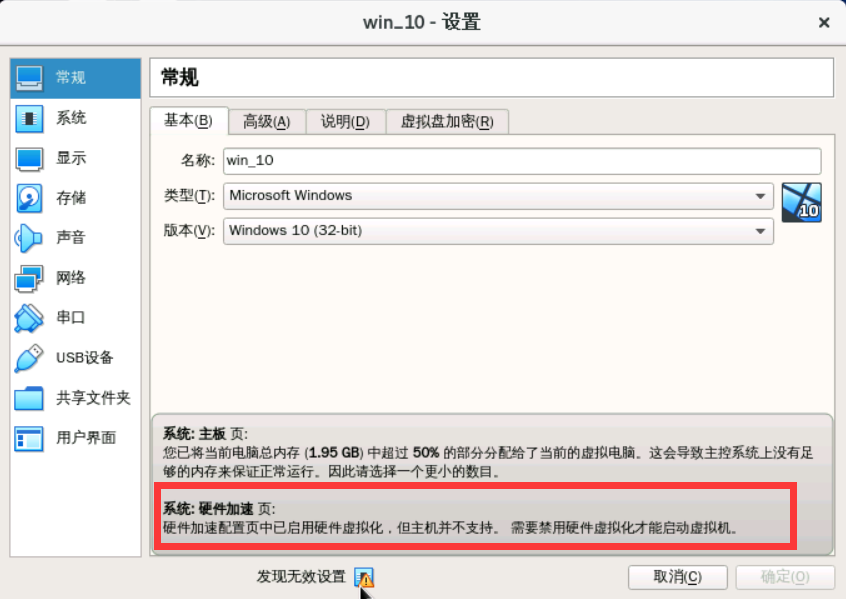 win_10 - 设置
常规
系统
显示
存储
声音
网络
串口
USB设备
共享文件夹
用户界面
常规
基本(B)
高级(A)
说明(D)
虚拟盘加密(R)
名称:
win_10
类型(T):
Microsoft Windows
10
版本(V):
Windows 10 (32-bit)
系统: 主板 页:
您已将当前电脑总内存 (1.95 GB) 中超过 50% 的部分分配给了当前的虚拟电脑。这会导致主控系统上没有足
够的内存来保证正常运行。因此请选择一个更小的数目。
系统: 硬件加速 页:
硬件加速配置页中已启用硬件虚拟化，但主机并不支持。 需要禁用硬件虚拟化才能启动虚拟机。
发现无效设置
取消(C)
确定(O)